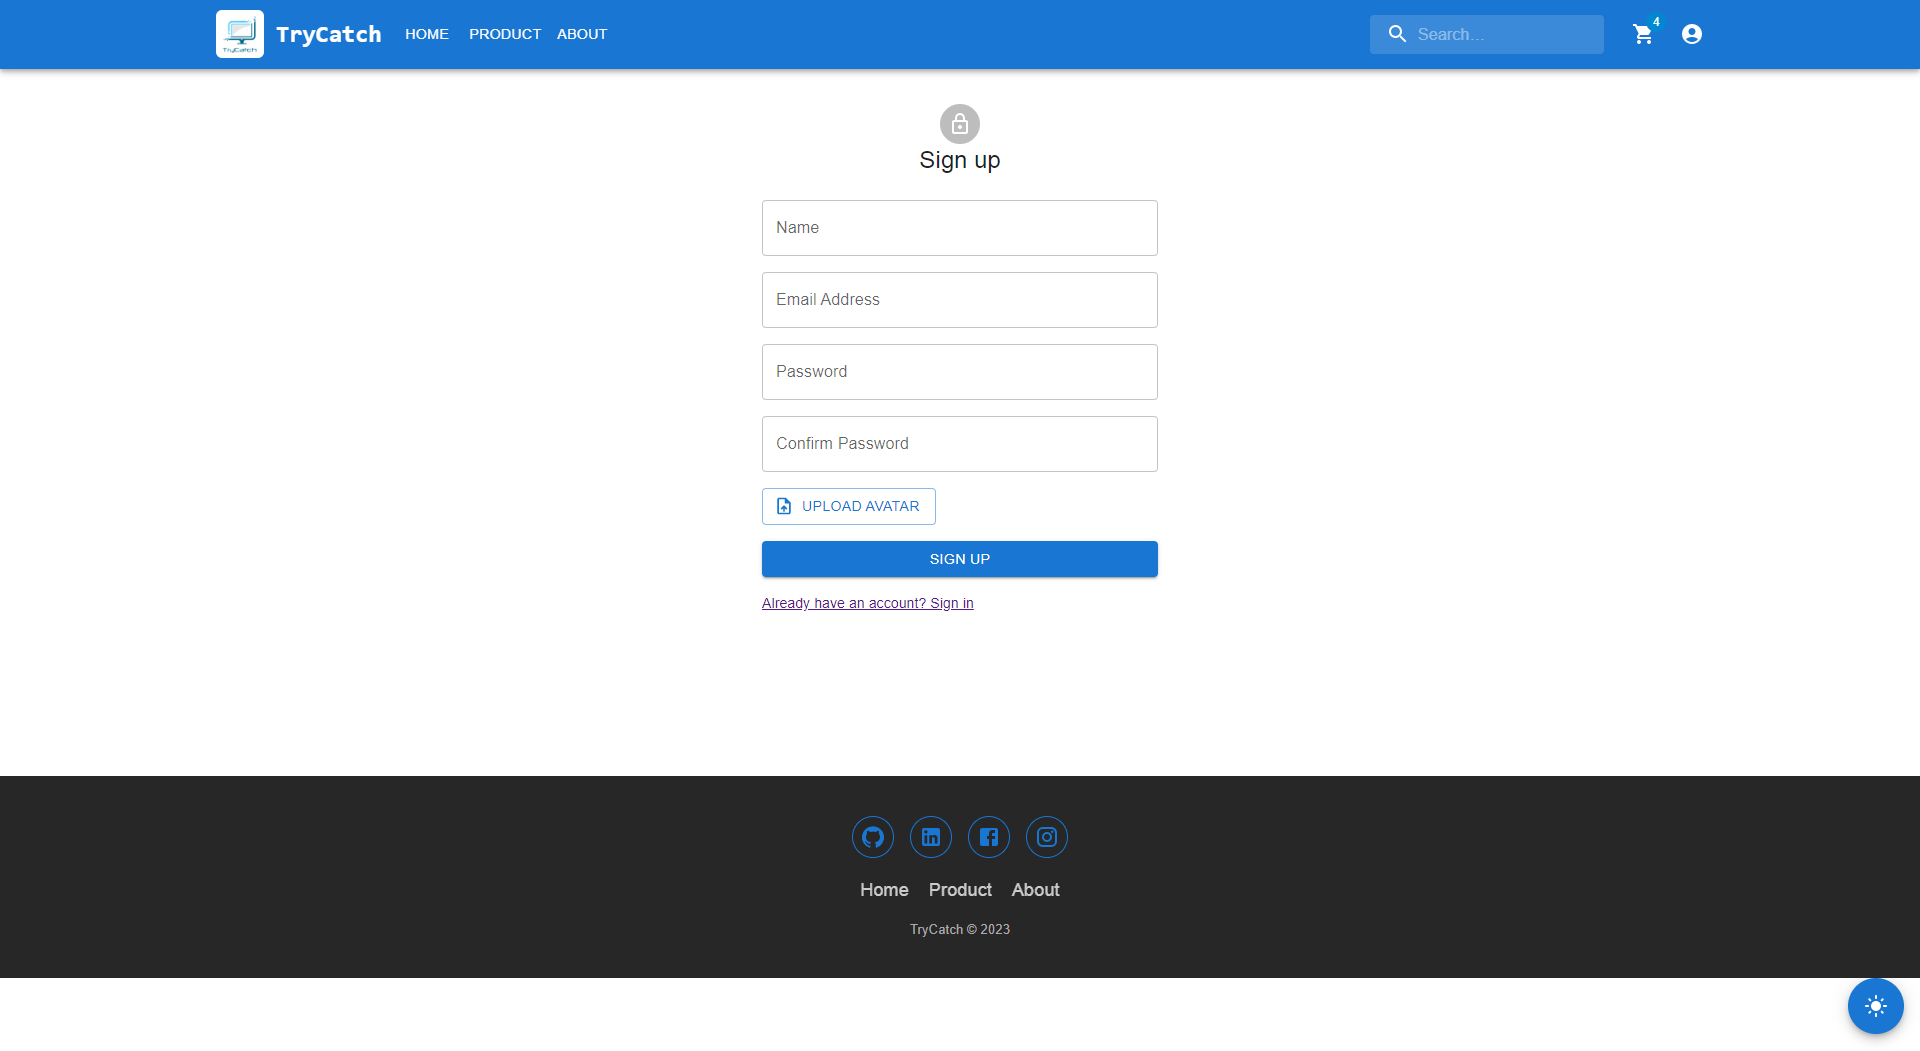 TryCatch
TryCatch
HOME
PRODUCT
ABOUT
Search...
4
Sign up
Name
Email Address
Password
Confirm Password
UPLOAD AVATAR
SIGN UP
Already have an account? Sign in
Home
Product
About
TryCatch © 2023